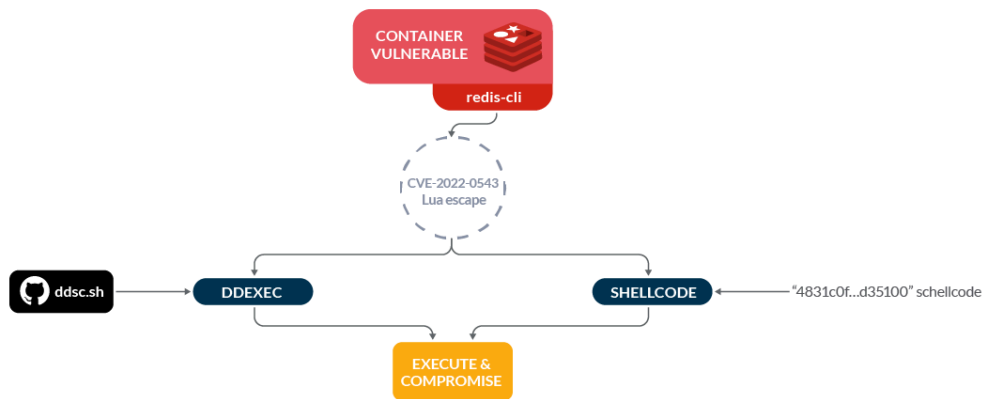 CONTAINER
VULNERABLE
redis-cli
CVE-2022-0543
Lua escape
ddsc.sh
DDEXEC
SHELLCODE
“4831c0f...d35100” schellcode
EXECUTE &
COMPROMISE